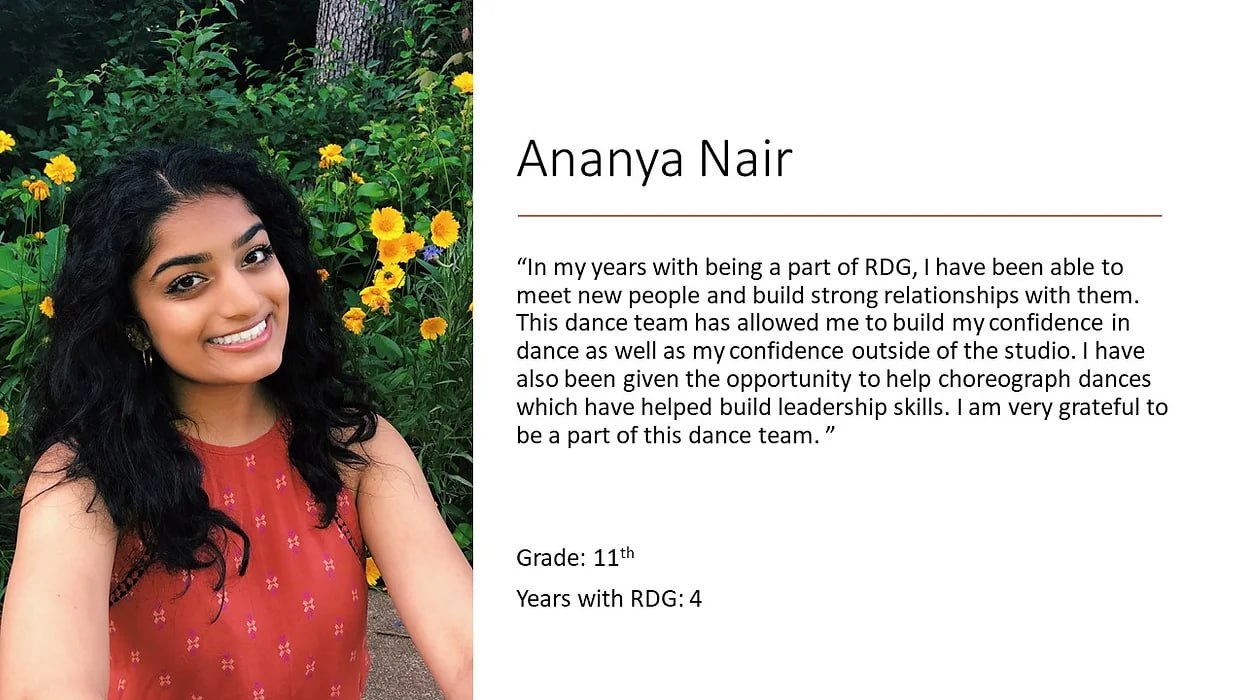 Ananya Nair
“In my years with being a part of RDG, I have been able to
meet new people and build strong relationships with them.
This dance team has allowed me to build my confidence in
dance as well as my confidence outside of the studio. I have
also been given the opportunity to help choreograph dances
which have helped build leadership skills. I am very grateful to
be a part of this dance team. ”
Grade: 11th
Years with RDG: 4